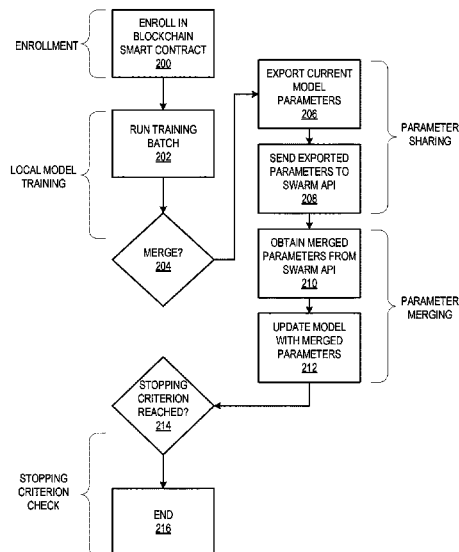 ENROLLMENT
ENROLL IN
BLOCKCHAIN
SMART CONTRACT
200
LOCAL MODEL
TRAINING
RUN TRAINING
BATCH
202
MERGE?
204
EXPORT CURRENT
MODEL
PARAMETERS
206
SEND EXPORTED
PARAMETERS TO
SWARM API
208
PARAMETER
SHARING
OBTAIN MERGED
PARAMETERS FROM
SWARM API
210
UPDATE MODEL
WITH MERGED
PARAMETERS
212
PARAMETER
MERGING
STOPPING
CRITERION
REACHED?
214
STOPPING
CRITERION
CHECK
END
216